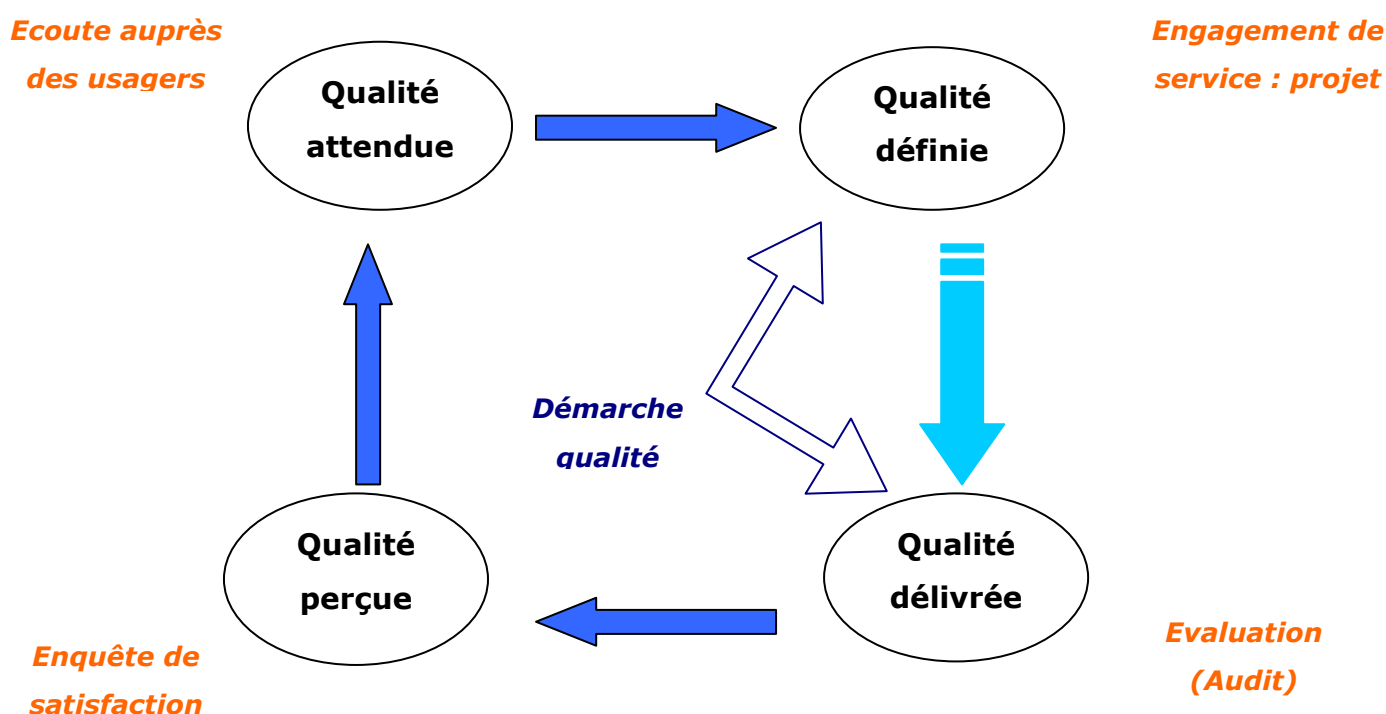 Ecoute auprès
des usagers
Qualité
attendue
Qualité
définie
Engagement de
service : projet
Démarche
qualité
Qualité
perçue
Qualité
délivrée
Enquête de
satisfaction
Evaluation
(Audit)